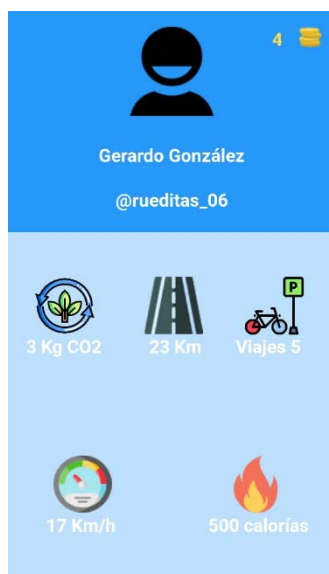 4
Gerardo González
@rueditas_06
P
3 Kg CO2
23 Km
Viajes 5
17 Km/h
500 calorías